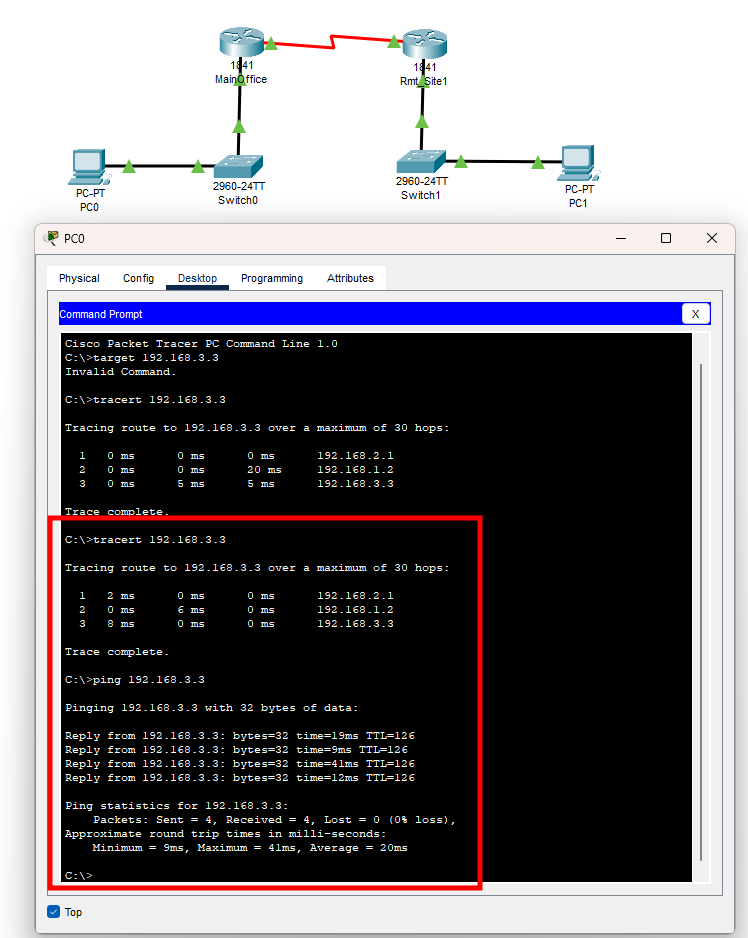 1841
MainOffice
1841
Rmt_Site1
PC-PT
PC0
2960-24TT
Switch0
2960-24TT
Switch1
PC-PT
PC1
PC0
Physical Config Desktop Programming Attributes
Command Prompt X
Cisco Packet Tracer PC Command Line 1.0
C:\>target 192.168.3.3
Invalid Command.
C:\>tracert 192.168.3.3
Tracing route to 192.168.3.3 over a maximum of 30 hops:
1 0 ms 0 ms 0 ms 192.168.2.1
2 0 ms 0 ms 20 ms 192.168.1.2
3 0 ms 5 ms 5 ms 192.168.3.3
Trace complete.
C:\>tracert 192.168.3.3
Tracing route to 192.168.3.3 over a maximum of 30 hops:
1 2 ms 0 ms 0 ms 192.168.2.1
2 0 ms 6 ms 0 ms 192.168.1.2
3 8 ms 0 ms 0 ms 192.168.3.3
Trace complete.
C:\>ping 192.168.3.3
Pinging 192.168.3.3 with 32 bytes of data:
Reply from 192.168.3.3: bytes=32 time=19ms TTL=126
Reply from 192.168.3.3: bytes=32 time=9ms TTL=126
Reply from 192.168.3.3: bytes=32 time=41ms TTL=126
Reply from 192.168.3.3: bytes=32 time=12ms TTL=126
Ping statistics for 192.168.3.3:
Packets: Sent = 4, Received = 4, Lost = 0 (0% loss),
Approximate round trip times in milli-seconds:
Minimum = 9ms, Maximum = 41ms, Average = 20ms
C:\>
Top